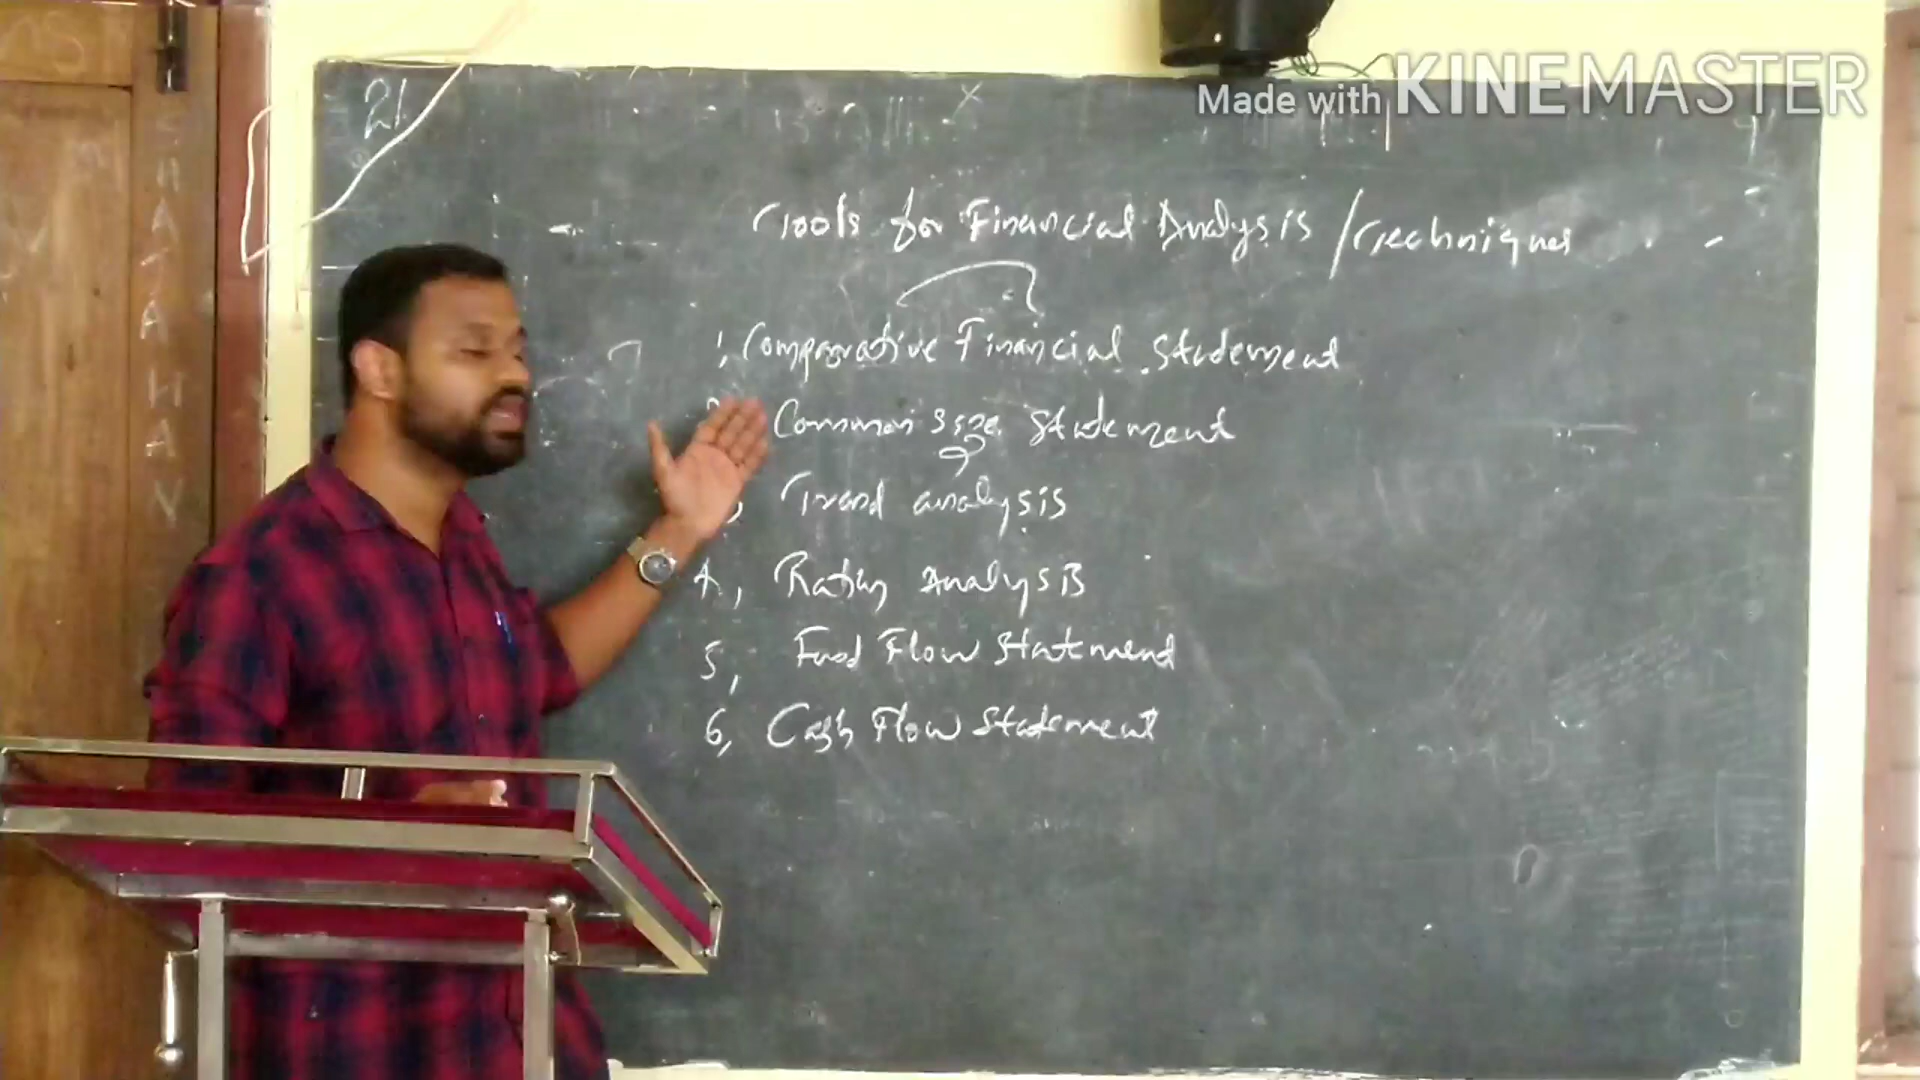 Made with KINEMASTER
21
Tools for Financial Analysis / Techniques
1, Comparative Financial Statement
Common size Statement
Trend analysis
4, Ratio Analysis
5, Fund Flow Statment
6, Cash Flow Statement